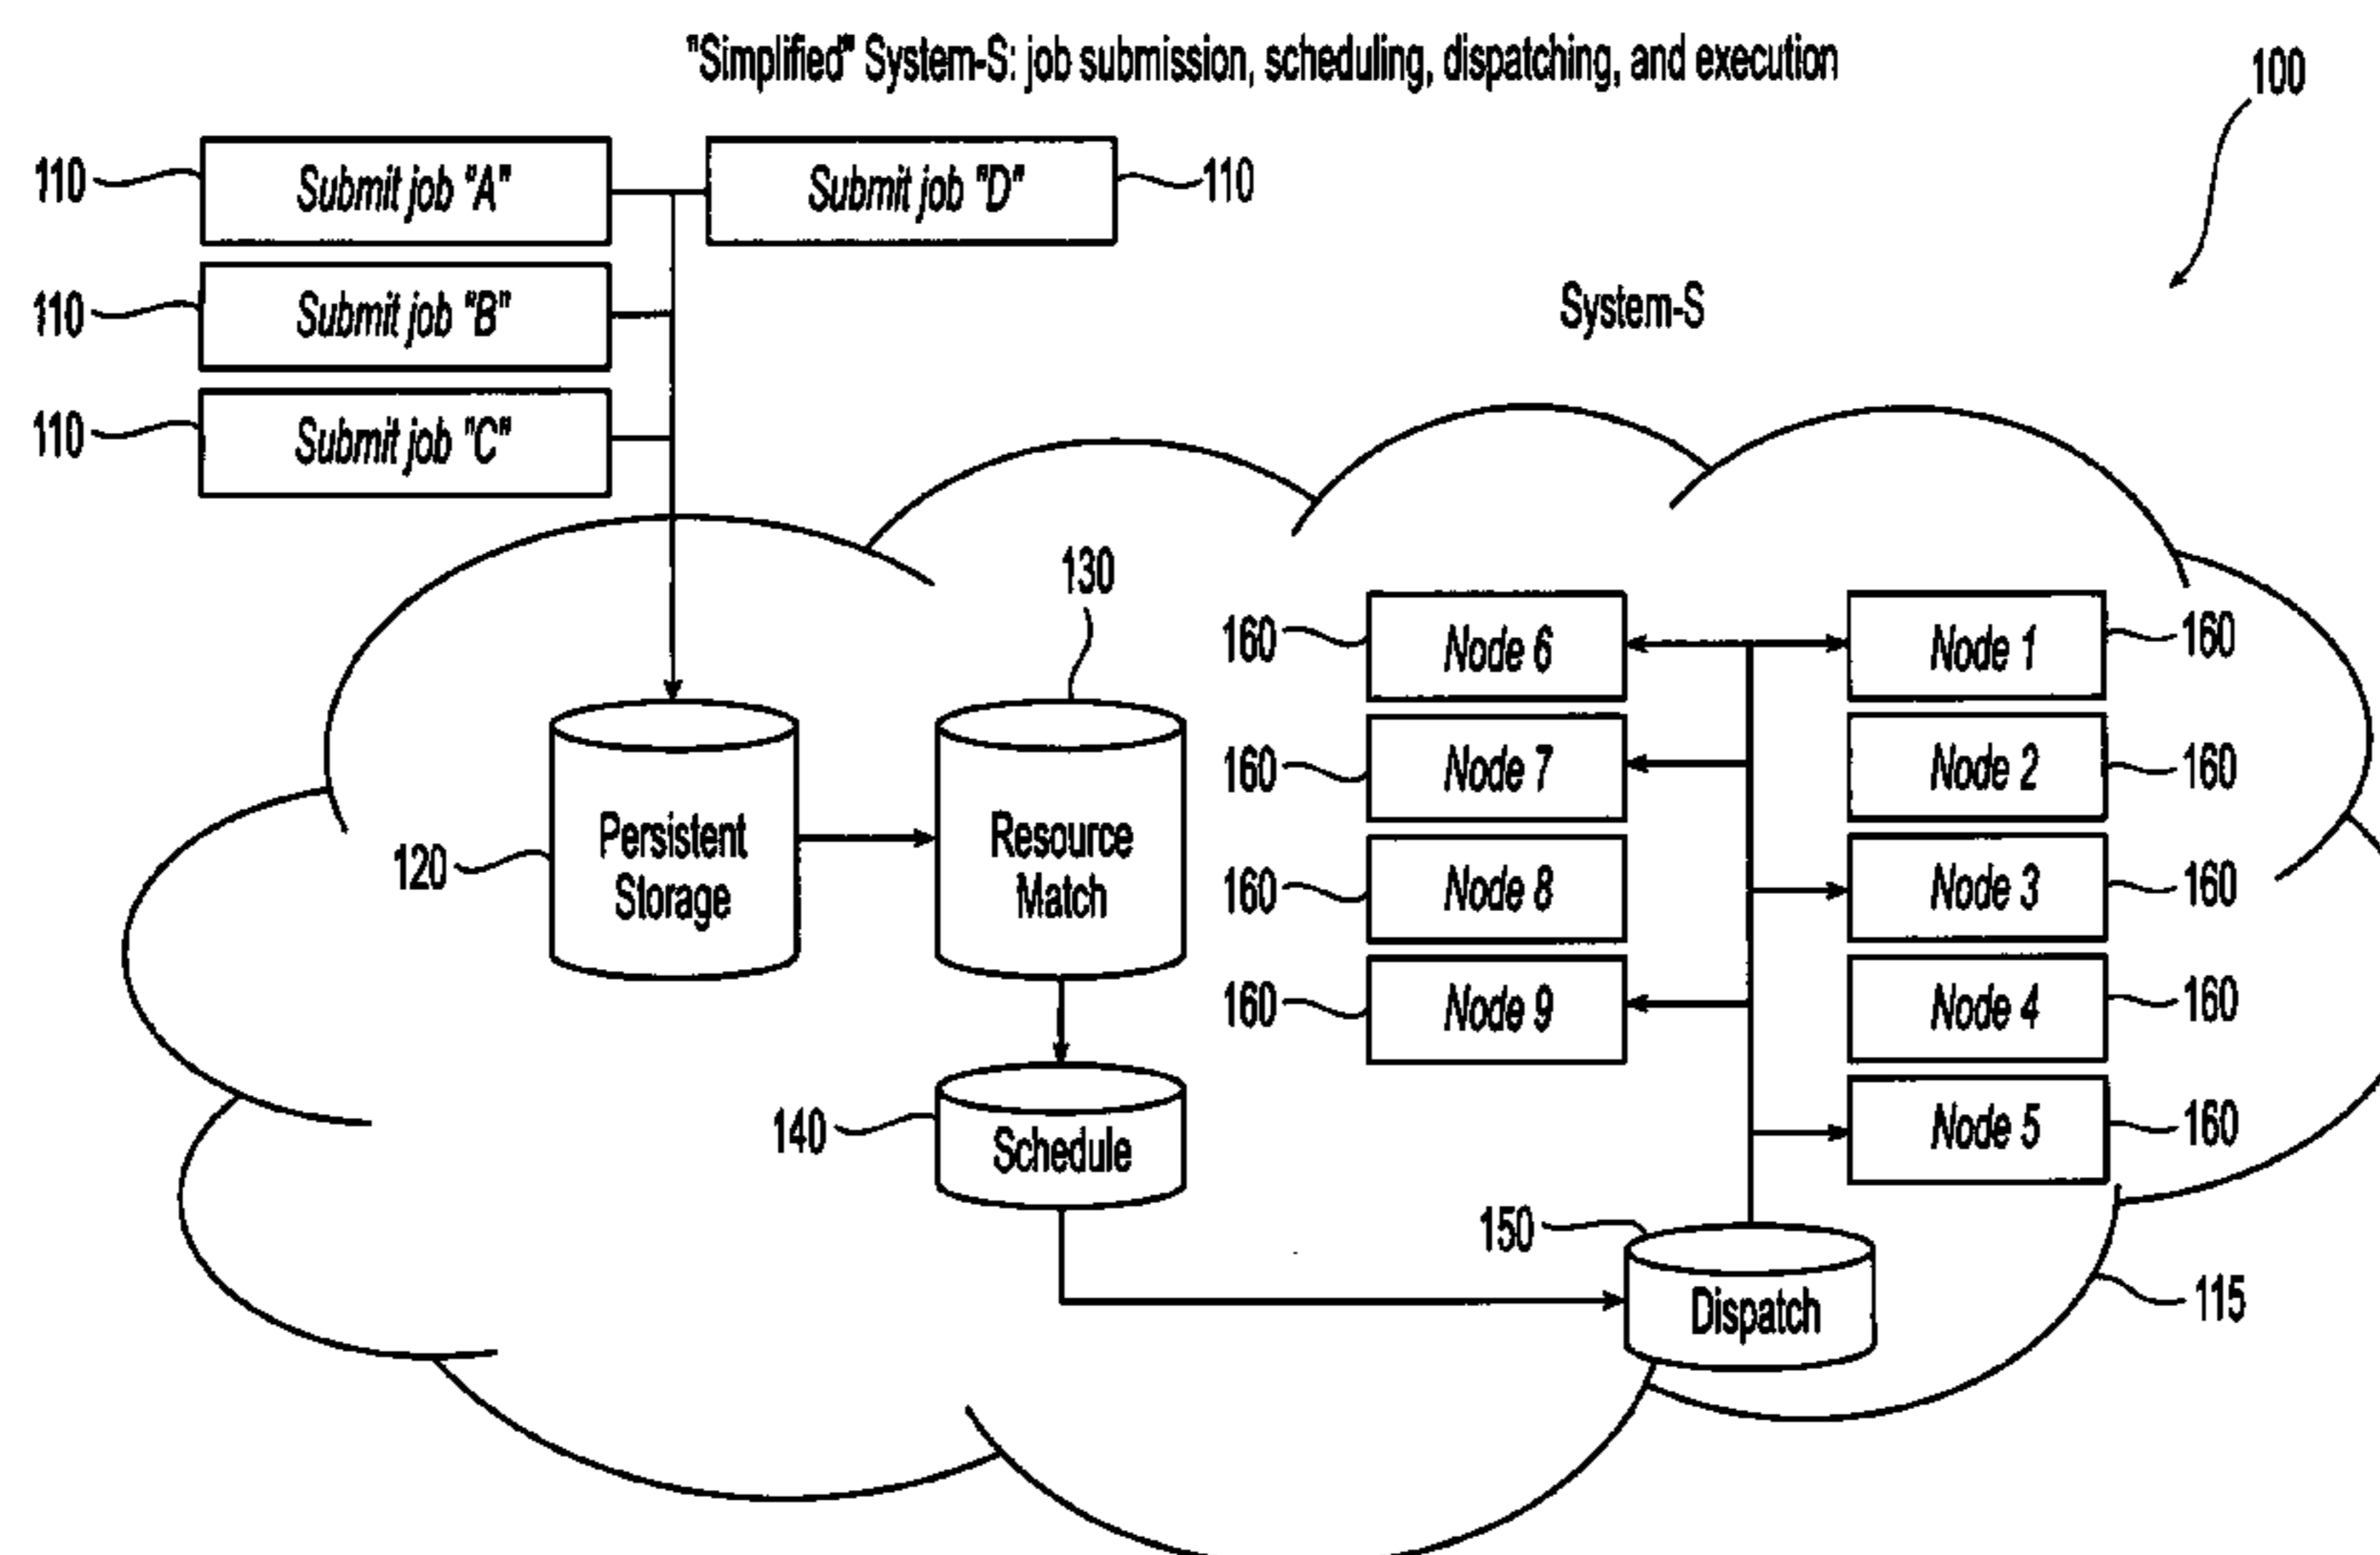 "Simplified" System-S: job submission, scheduling, dispatching, and execution
100
110
Submit job "A"
Submit job "D"
110
110
Submit job "B"
System-S
110
Submit job "C"
130
160
Node 6
Node 1
160
160
Node 7
Node 2
160
120
Persistent
Storage
Resource
Match
160
Node 8
Node 3
160
160
Node 9
Node 4
160
140
Schedule
Node 5
160
150
Dispatch
115